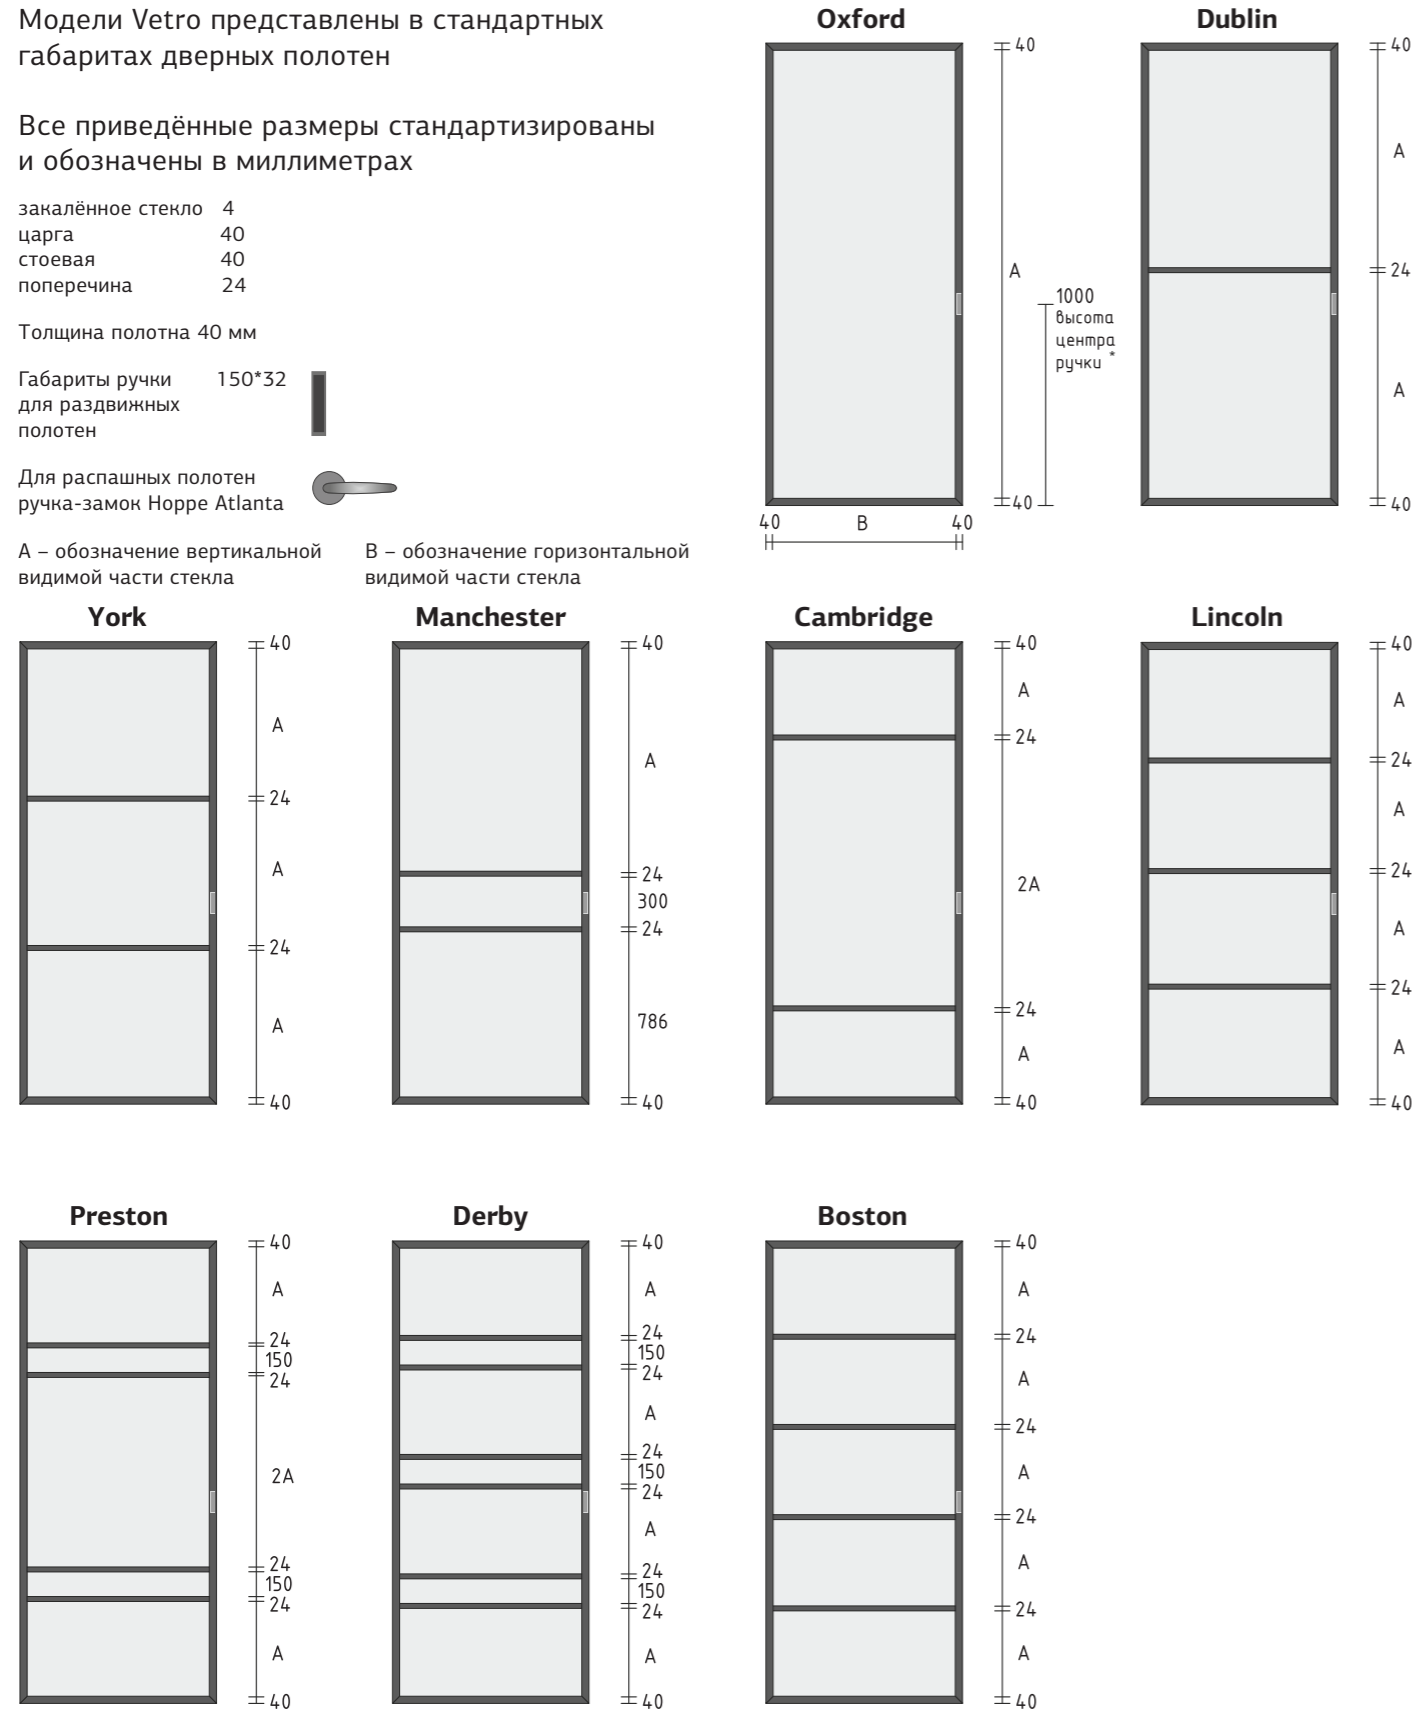 Модели Vetro представлены в стандартных
габаритах дверных полотен
Все приведённые размеры стандартизированы
и обозначены в миллиметрах
закалённое стекло 4
царга 40
стоевая 40
поперечина 24
Толщина полотна 40 мм
Габариты ручки 150*32
для раздвижных
полотен
Для распашных полотен
ручка-замок Hoppe Atlanta
А – обозначение вертикальной
видимой части стекла
В – обозначение горизонтальной
видимой части стекла
Oxford
40
A
1000
высота
центра
ручки *
40
40 B 40
Dublin
40
A
24
A
40
York
40
A
24
A
24
A
40
Manchester
40
A
24
300
24
786
40
Cambridge
40
A
24
2A
24
A
40
Lincoln
40
A
24
A
24
A
24
A
40
Preston
40
A
24
150
24
2A
24
150
24
A
40
Derby
40
A
24
150
24
A
24
150
24
A
24
150
24
A
40
Boston
40
A
24
A
24
A
24
A
24
A
40